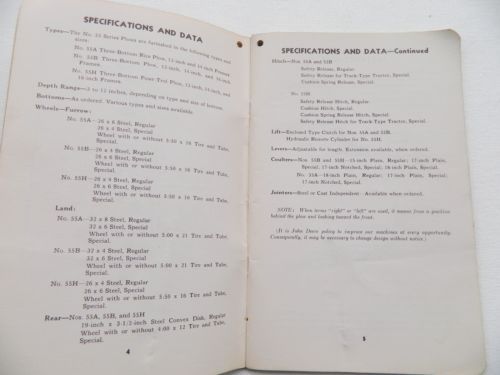 SPECIFICATIONS AND DATA
Types—The No. 55 Series Plows are furnished in the following types and
sizes:
No. 55A Three-Bottom Rice Plow, 12-inch and 14-inch
Frames.
No. 55B Three-Bottom Plow, 12-inch, 14-inch, and 16-inch
Frames.
No. 55H Three-Bottom Power Trol Plow, 12-inch, 14-inch, and
16-inch Frames.
Depth Range—3 to 12 inches, depending on type and size of bottom.
Bottoms—As ordered. Various types and sizes available.
Wheels—Furrow:
No. 55A—26 x 6 Steel, Regular
26 x 4 Steel, Special
Wheel with or without 5:50 x 16 Tire and Tube,
Special.
No. 55B—26 x 4 Steel, Regular
26 x 6 Steel, Special
Wheel with or without 5:50 x 16 Tire and Tube,
Special.
No. 55H—26 x 4 Steel, Regular
26 x 6 Steel, Special
Wheel with or without 5:50 x 16 Tire and Tube,
Special.
Land:
No. 55A—32 x 8 Steel, Regular
32 x 6 Steel, Special
Wheel with or without 5:00 x 21 Tire and Tube,
Special.
No. 55B—32 x 4 Steel, Regular
32 x 6 Steel, Special
Wheel with or without 5:00 x 21 Tire and Tube,
Special.
No. 55H—26 x 4 Steel, Regular
26 x 6 Steel, Special
Wheel with or without 5:50 x 16 Tire and Tube,
Special.
Rear—Nos. 55A, 55B, and 55H
19-inch x 3-1/2-inch Steel Convex Disk, Regular
Wheel with or without 4:00 x 12 Tire and Tube,
Special.
4
SPECIFICATIONS AND DATA—Continued
Hitch—Nos. 55A and 55B
Safety Release, Regular.
Safety Release for Track-Type Tractor, Special.
Cushion Spring Release, Special.
No. 55H
Safety Release Hitch, Regular
Cushion Hitch, Special.
Cushion Spring Release, Special.
Safety Release Hitch for Track-Type Tractor, Special.
Lift—Enclosed Type Clutch for Nos. 55A and 55B.
Hydraulic Remote Cylinder for No. 55H.
Levers—Adjustable for length. Extension available, when ordered.
Coulters—Nos. 55B and 55H—15-inch Plain, Regular; 17-inch Plain,
Special; 17-inch Notched, Special; 18-inch Plain, Special.
No. 55A—18-inch Plain, Regular; 17-inch Plain, Special;
17-inch Notched, Special.
Jointers—Steel or Cast Independent Available when ordered.
NOTE: When terms "right" or "left" are used, it means from a position
behind the plow and looking toward the front.
(It is John Deere policy to improve our machines at every opportunity.
Consequently, it may be necessary to change design without notice.)
5